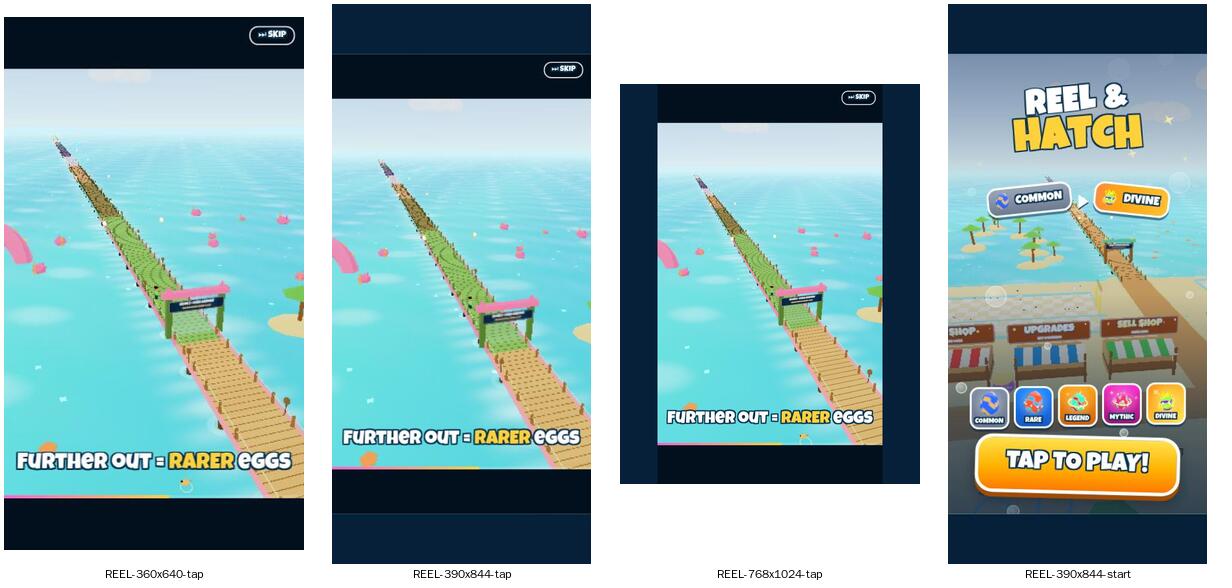 SKIP
FURTHER OUT = RARER EGGS
REEL-360x640-tap
SKIP
FURTHER OUT = RARER EGGS
REEL-390x844-tap
SKIP
FURTHER OUT = RARER EGGS
REEL-768x1024-tap
REEL &
HATCH
COMMON
DIVINE
SHOP
UPGRADES
SELL SHOP
COMMON
RARE
LEGEND
MYTHIC
DIVINE
TAP TO PLAY!
REEL-390x844-start